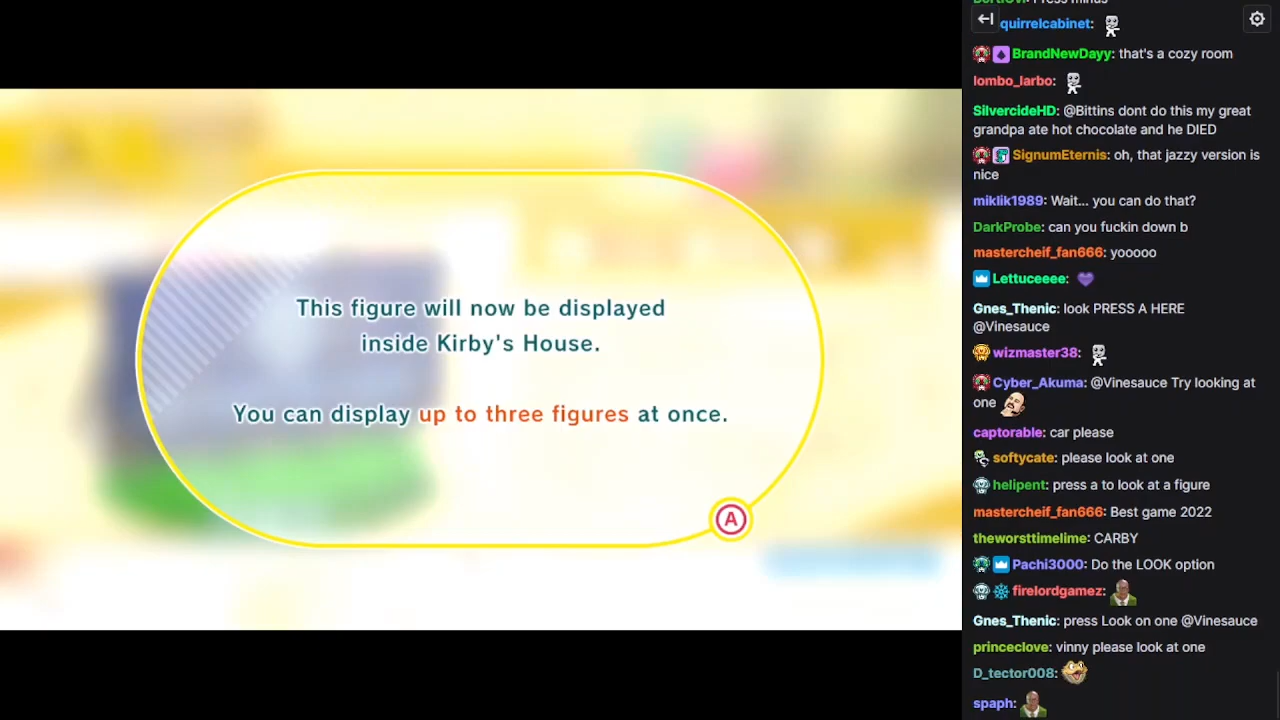 This figure will now be displayed
inside Kirby's House.
You can display up to three figures at once.
A
quirrelcabinet:
BrandNewDayy: that's a cozy room
lombo_larbo:
SilvercideHD: @Bittins dont do this my great
grandpa ate hot chocolate and he DIED
SignumEternis: oh, that jazzy version is
nice
miklik1989: Wait... you can do that?
DarkProbe: can you fuckin down b
mastercheif_fan666: yooooo
Lettuceeee:
Gnes_Thenic: look PRESS A HERE
@Vinesauce
wizmaster38:
Cyber_Akuma: @Vinesauce Try looking at
one
captorable: car please
softycate: please look at one
helipent: press a to look at a figure
mastercheif_fan666: Best game 2022
theworsttimelime: CARBY
Pachi3000: Do the LOOK option
firelordgamez:
Gnes_Thenic: press Look on one @Vinesauce
princeclove: vinny please look at one
D_tector008:
spaph: